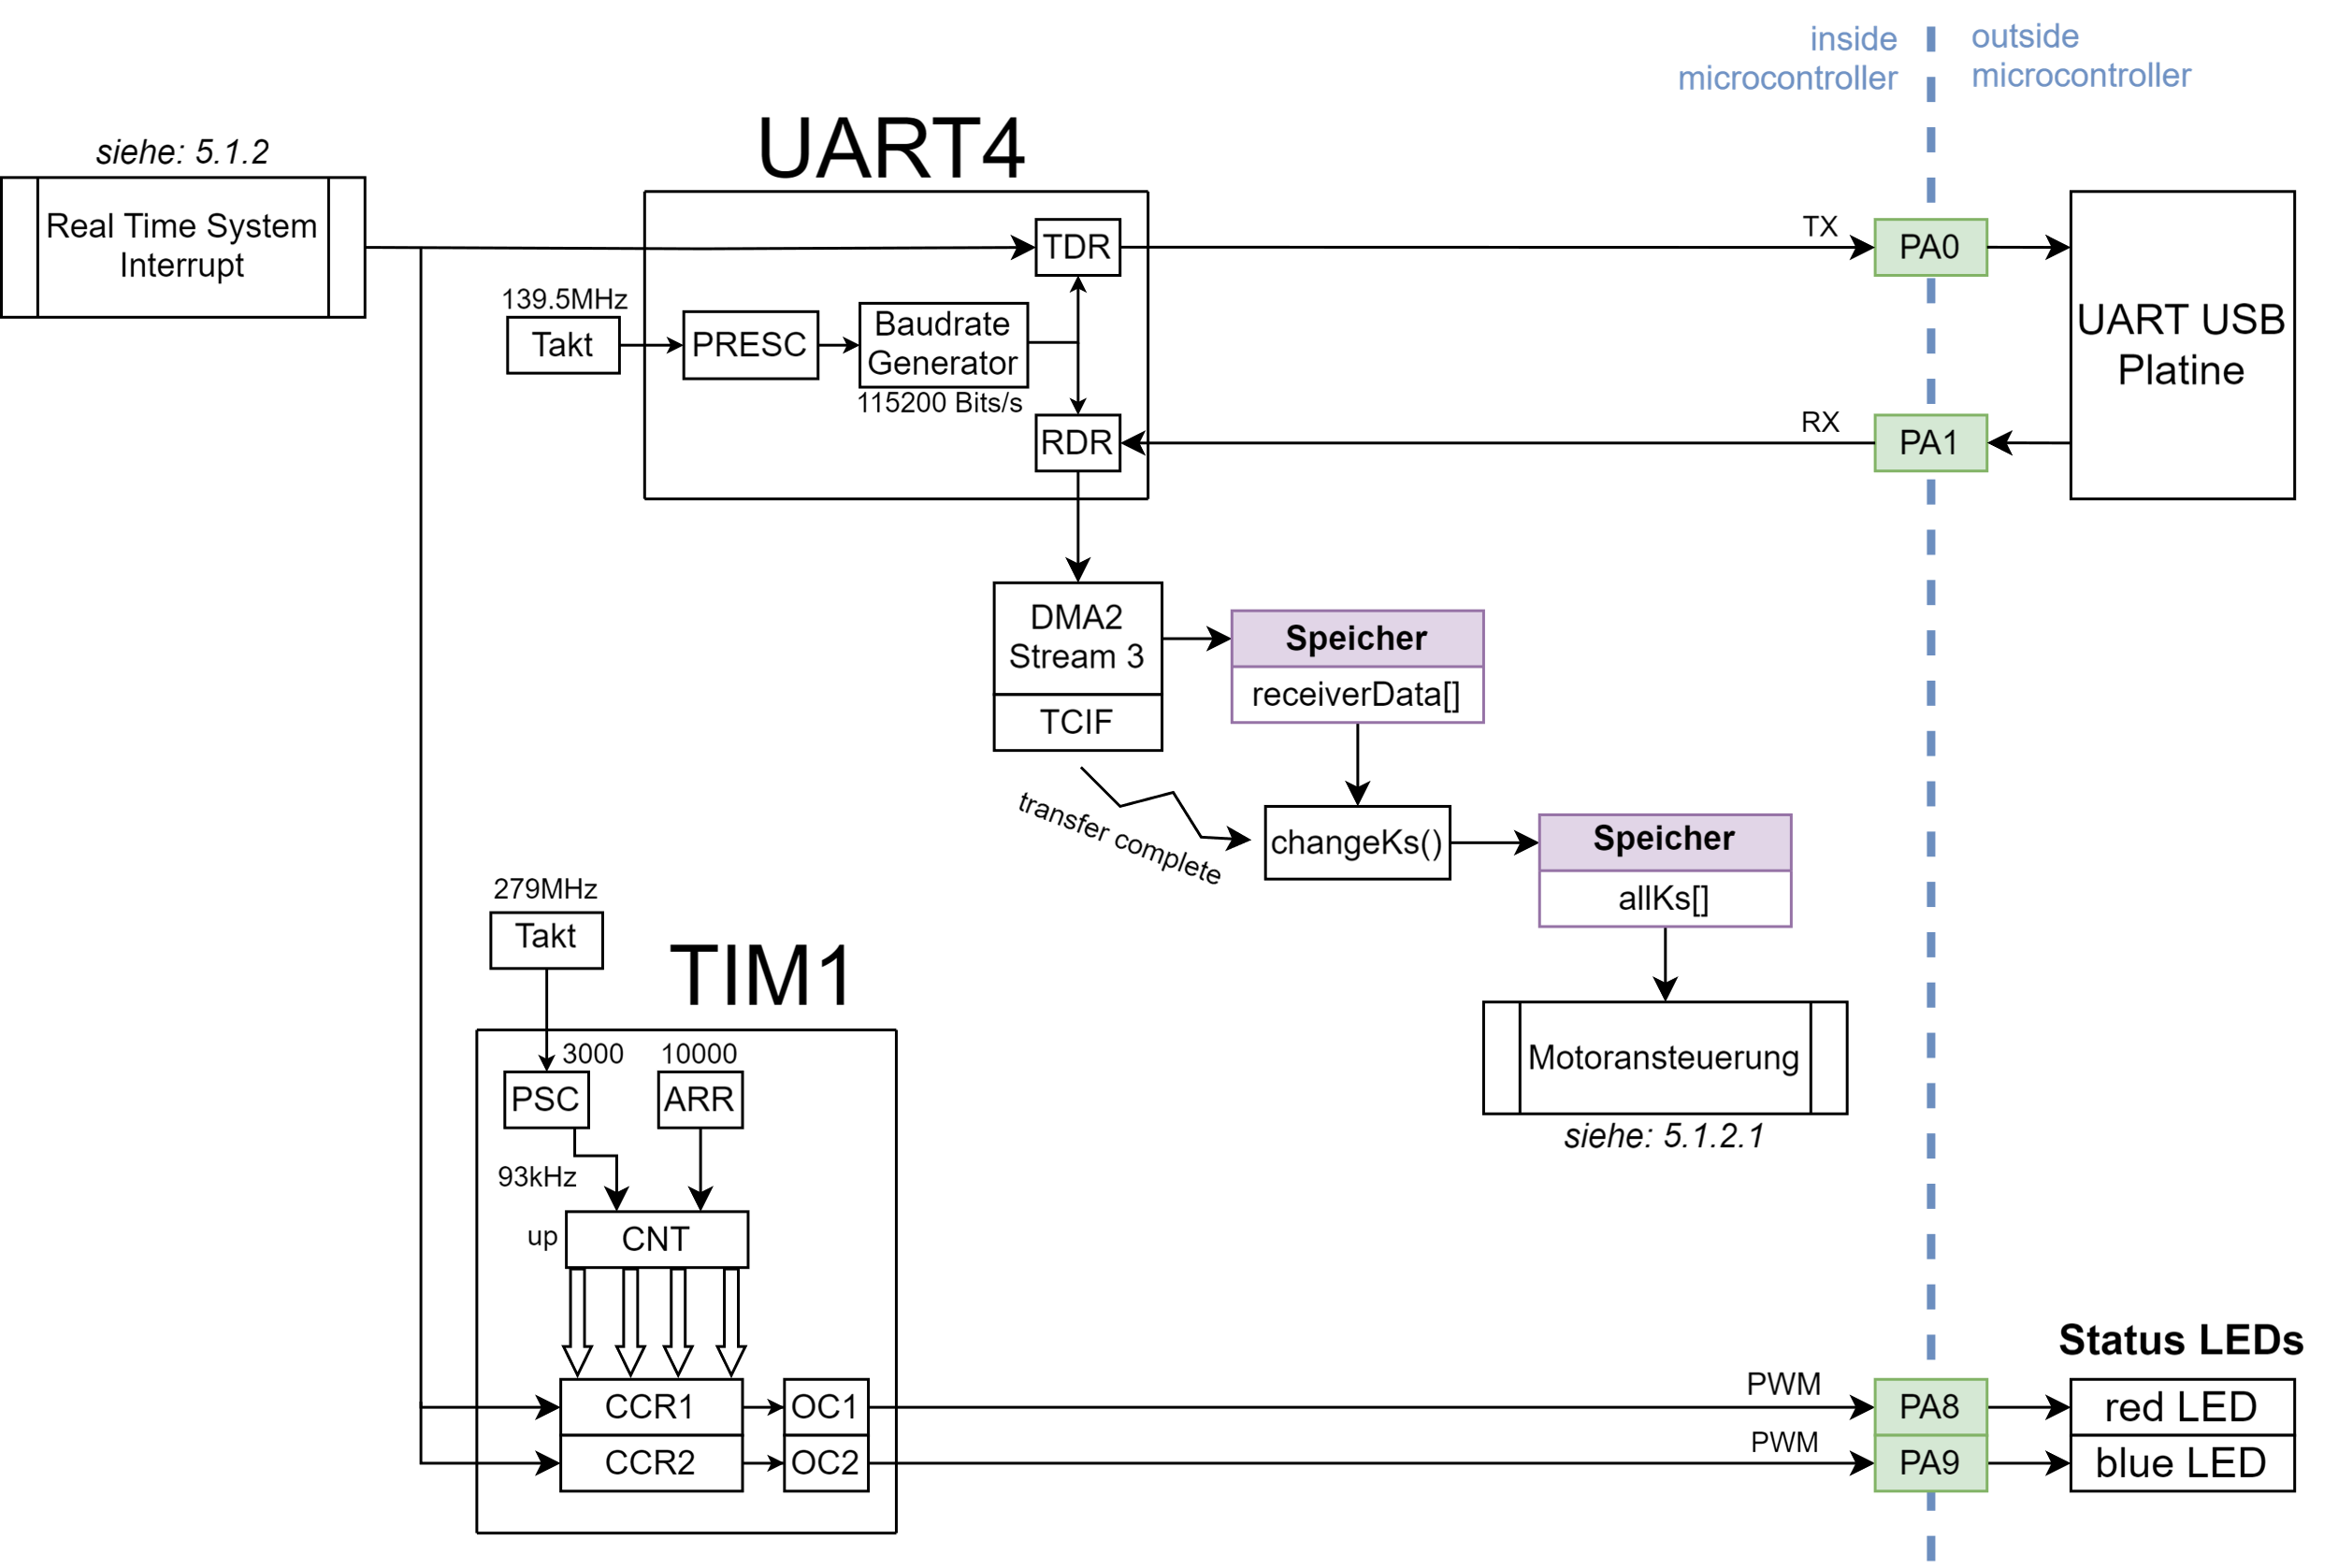 inside
microcontroller
outside
microcontroller
UART4
siehe: 5.1.2
Real Time System
Interrupt
TDR
TX
PA0
139.5MHz
Takt
PRESC
Baudrate
Generator
115200 Bits/s
UART USB
Platine
RDR
RX
PA1
DMA2
Stream 3
TCIF
Speicher
receiverData[]
transfer complete
changeKs()
Speicher
allKs[]
Motoransteuerung
siehe: 5.1.2.1
279MHz
Takt
TIM1
3000
10000
PSC
ARR
93kHz
up
CNT
Status LEDs
CCR1
OC1
PWM
PA8
red LED
CCR2
OC2
PWM
PA9
blue LED